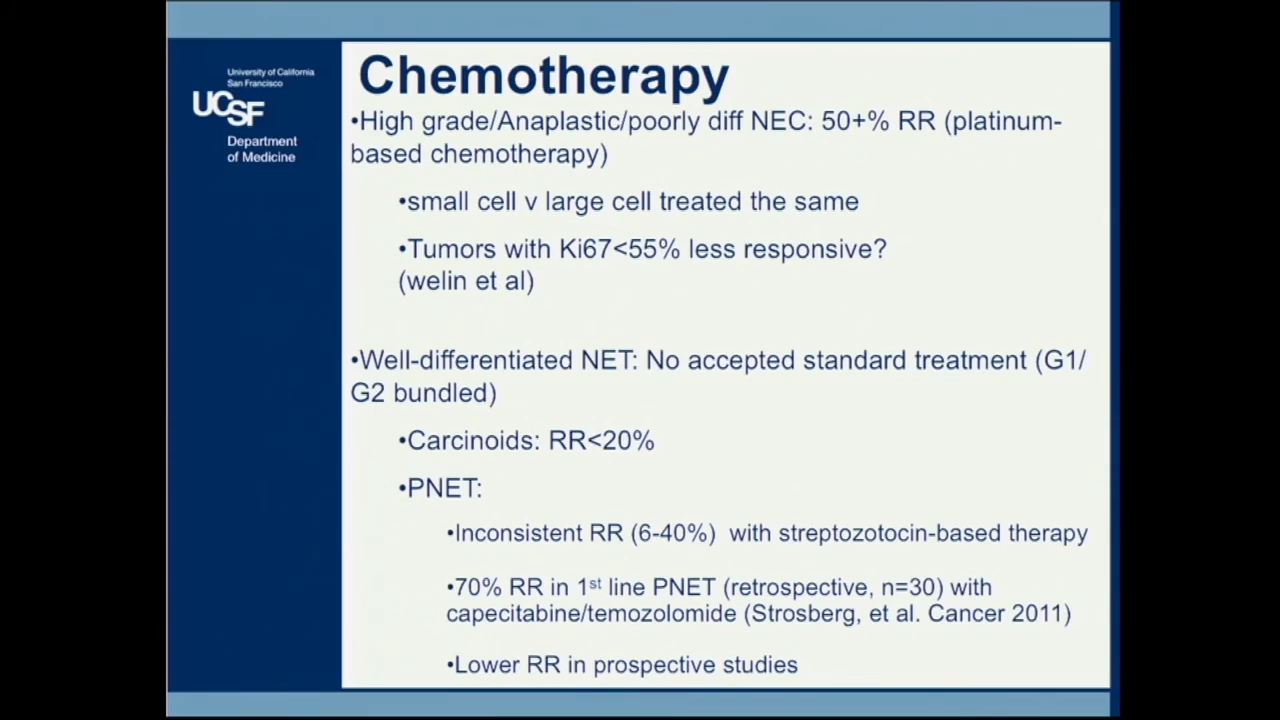 University of California
San Francisco
UCSF
Department
of Medicine
Chemotherapy
•High grade/Anaplastic/poorly diff NEC: 50+% RR (platinum-
based chemotherapy)
•small cell v large cell treated the same
•Tumors with Ki67<55% less responsive?
(welin et al)
•Well-differentiated NET: No accepted standard treatment (G1/
G2 bundled)
•Carcinoids: RR<20%
•PNET:
•Inconsistent RR (6-40%) with streptozotocin-based therapy
•70% RR in 1st line PNET (retrospective, n=30) with
capecitabine/temozolomide (Strosberg, et al. Cancer 2011)
•Lower RR in prospective studies